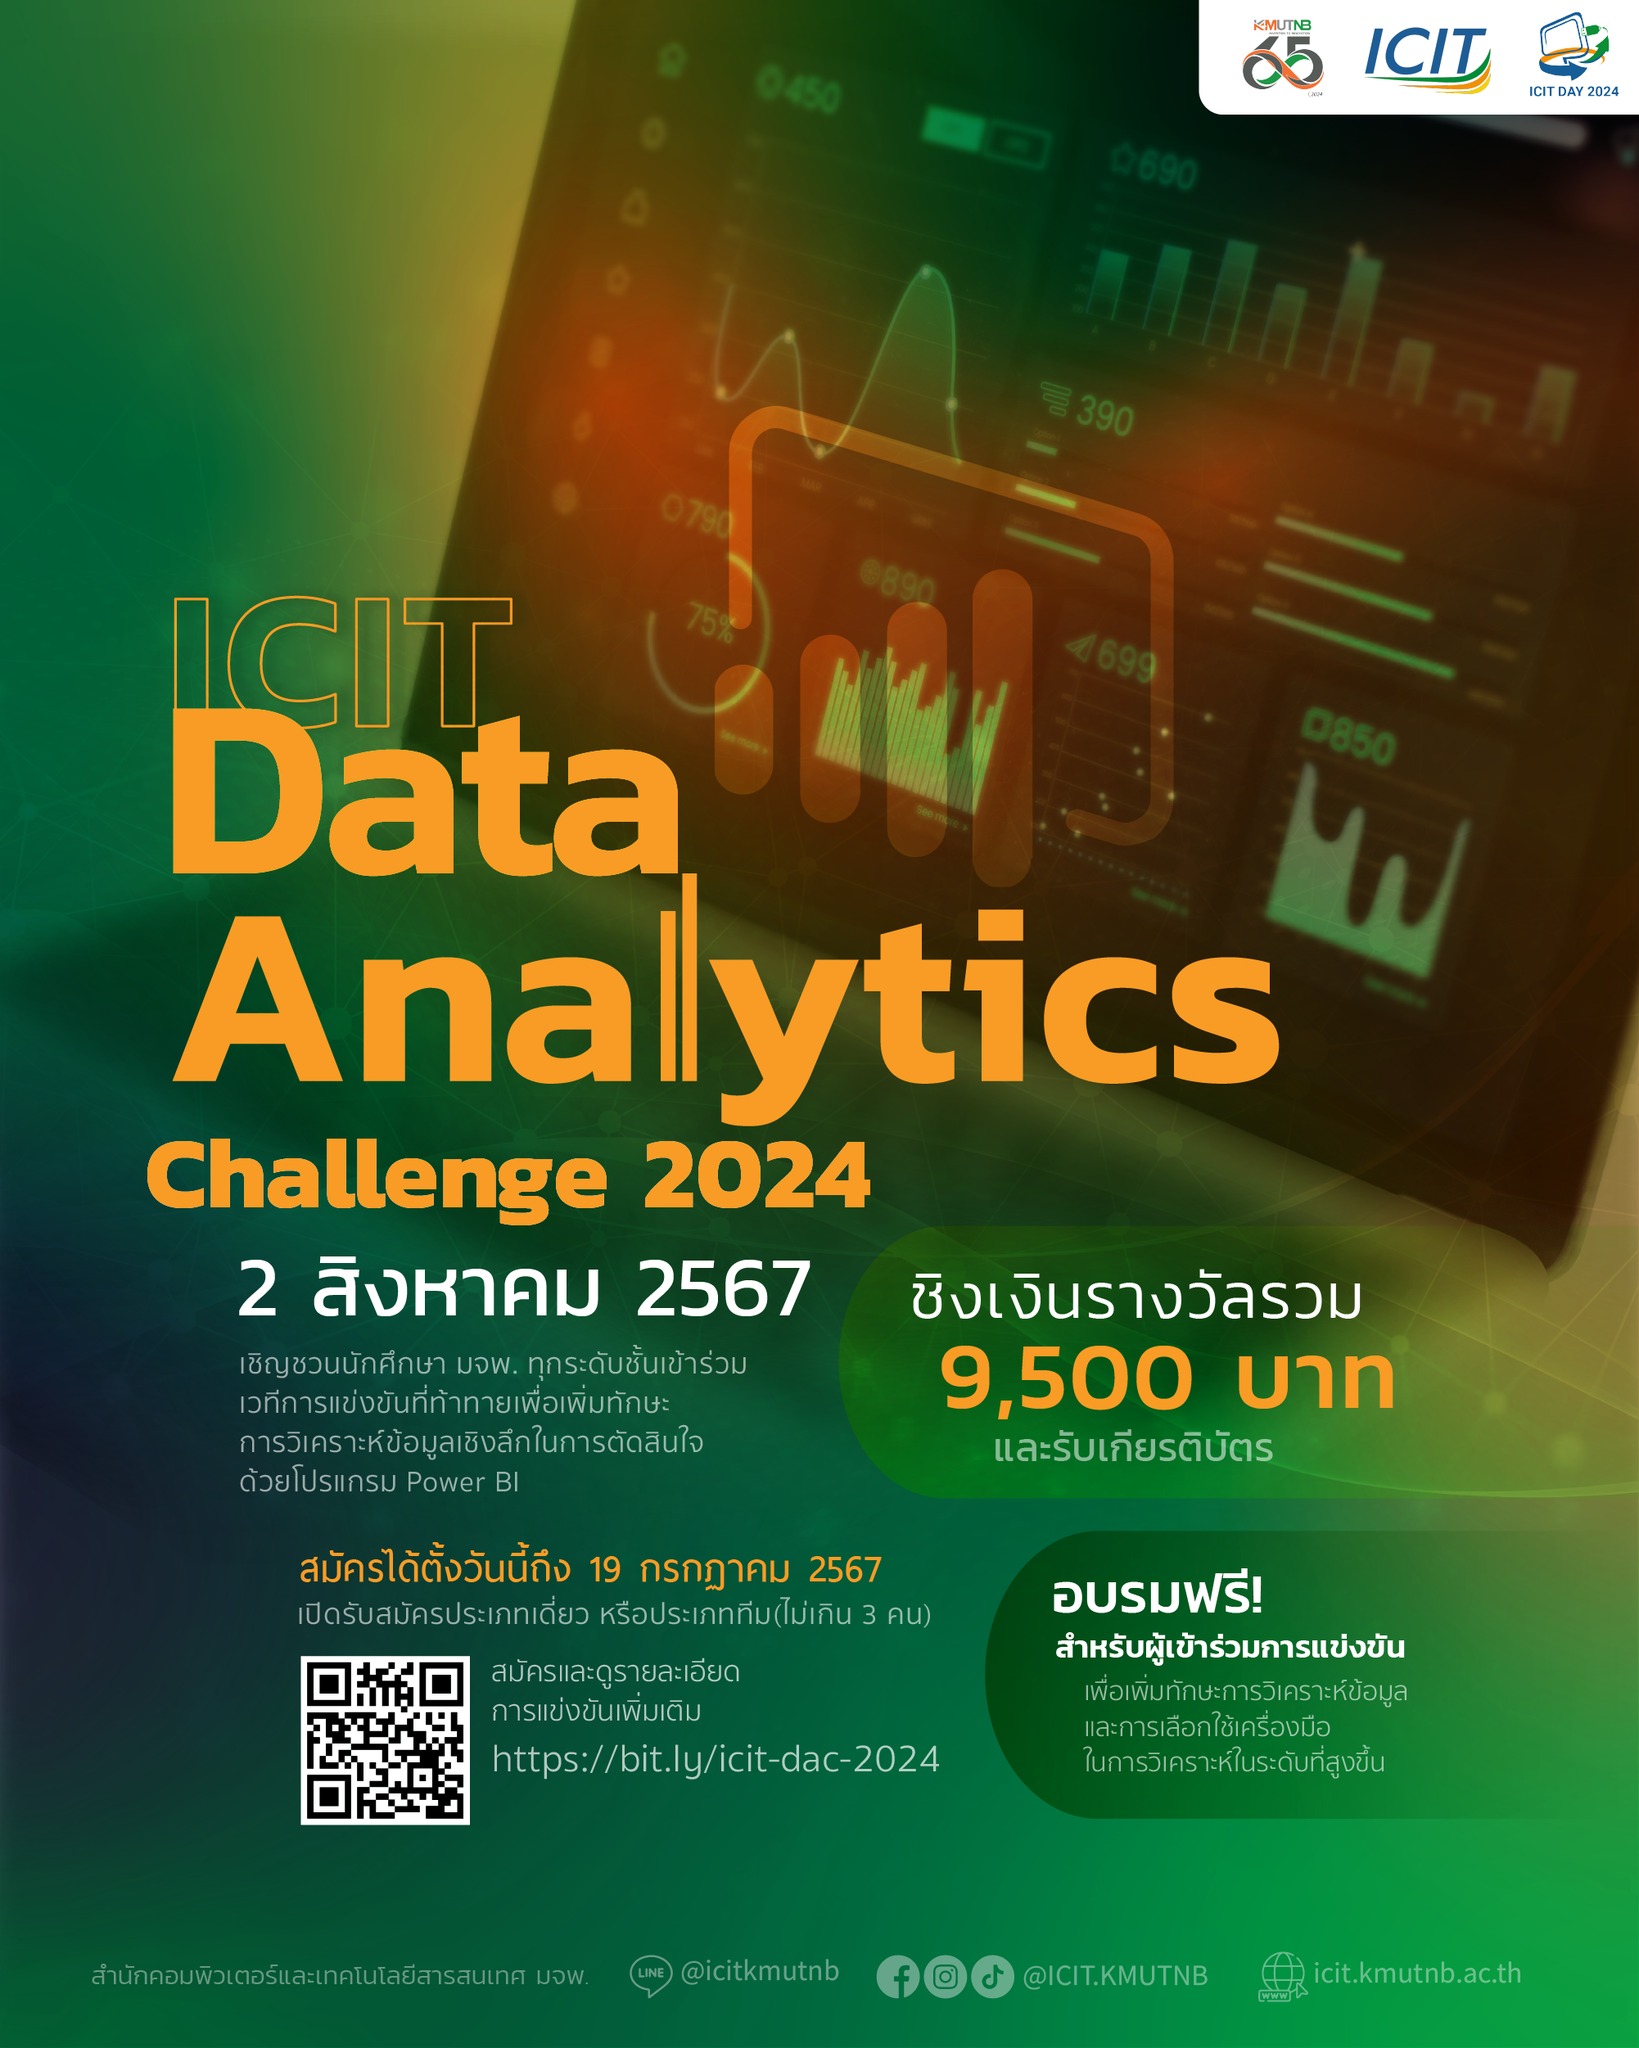 KMUTNB
65
2024
ICIT
ICIT DAY 2024
450
690
390
790
75%
890
699
850
See more >
See more >
ICIT
Data
Analytics
Challenge 2024
2 สิงหาคม 2567
เชิญชวนนักศึกษา มจพ. ทุกระดับชั้นเข้าร่วม
เวทีการแข่งขันที่ท้าทายเพื่อเพิ่มทักษะ
การวิเคราะห์ข้อมูลเชิงลึกในการตัดสินใจ
ด้วยโปรแกรม Power BI
ชิงเงินรางวัลรวม
9,500 บาท
และรับเกียรติบัตร
สมัครได้ตั้งวันนี้ถึง 19 กรกฏาคม 2567
เปิดรับสมัครประเภทเดี่ยว หรือประเภททีม(ไม่เกิน 3 คน)
สมัครและดูรายละเอียด
การแข่งขันเพิ่มเติม
https://bit.ly/icit-dac-2024
อบรมฟรี!
สำหรับผู้เข้าร่วมการแข่งขัน
เพื่อเพิ่มทักษะการวิเคราะห์ข้อมูล
และการเลือกใช้เครื่องมือ
ในการวิเคราะห์ในระดับที่สูงขึ้น
สำนักคอมพิวเตอร์และเทคโนโลยีสารสนเทศ มจพ. LINE @icitkmutnb @ICIT.KMUTNB www icit.kmutnb.ac.th